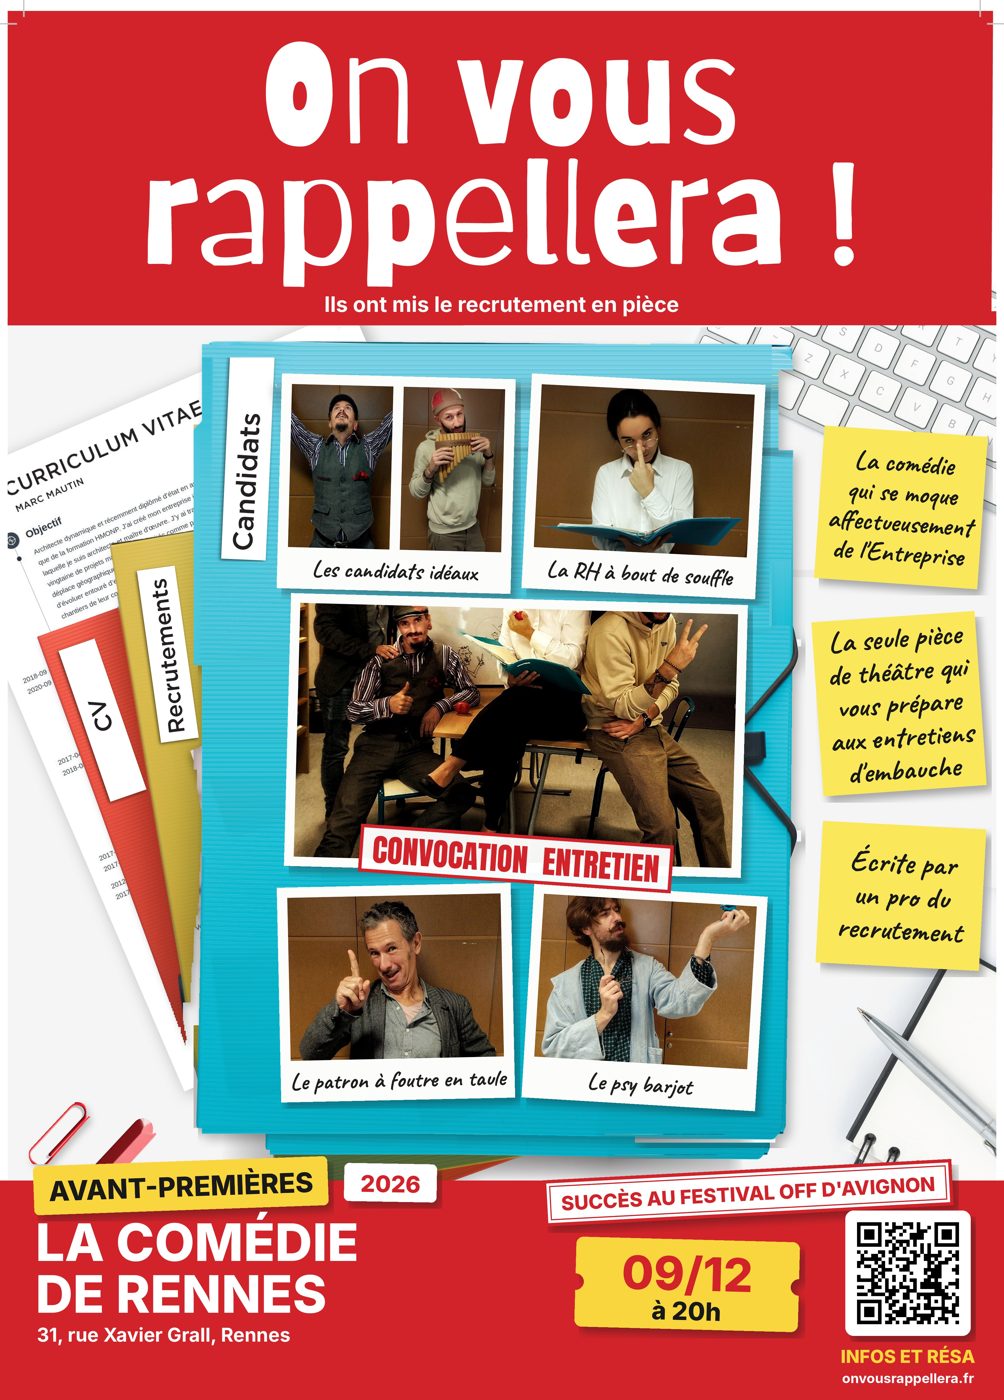 On vous
rappellera !
Ils ont mis le recrutement en pièce
CURRICULUM VITAE
MARC MAUTIN
Objectif
Candidats
Recrutements
CV
Les candidats idéaux
La RH à bout de souffle
CONVOCATION ENTRETIEN
Le patron à foutre en taule
Le psy barjot
La comédie
qui se moque
affectueusement
de l'Entreprise
La seule pièce
de théâtre qui
vous prépare
aux entretiens
d'embauche
Écrite par
un pro du
recrutement
AVANT-PREMIÈRES
2026
LA COMÉDIE
DE RENNES
31, rue Xavier Grall, Rennes
SUCCÈS AU FESTIVAL OFF D'AVIGNON
09/12
à 20h
INFOS ET RÉSA
onvousrappellera.fr